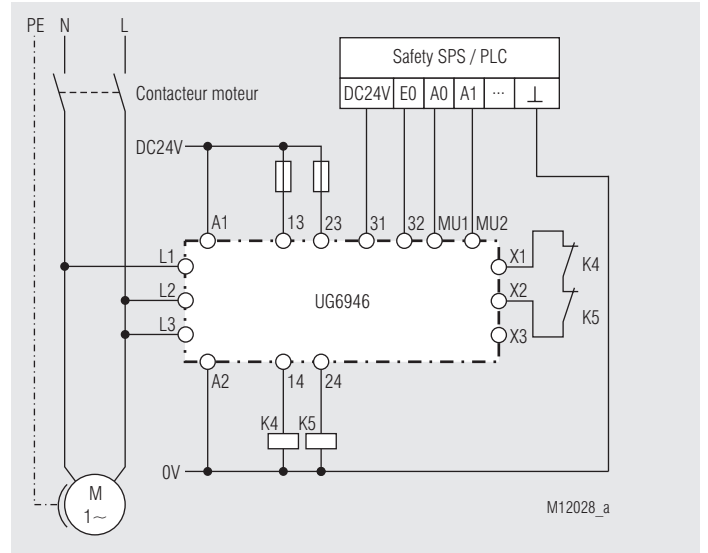 PE N L
Safety SPS / PLC
DC24V E0 A0 A1 ... ⊥
Contacteur moteur
DC24V
A1 13 23 31 32 MU1 MU2
L1 X1 K4
L2 X2 K5
UG6946
L3 X3
A2 14 24
K4 K5
0V
M
1~
M12028_a